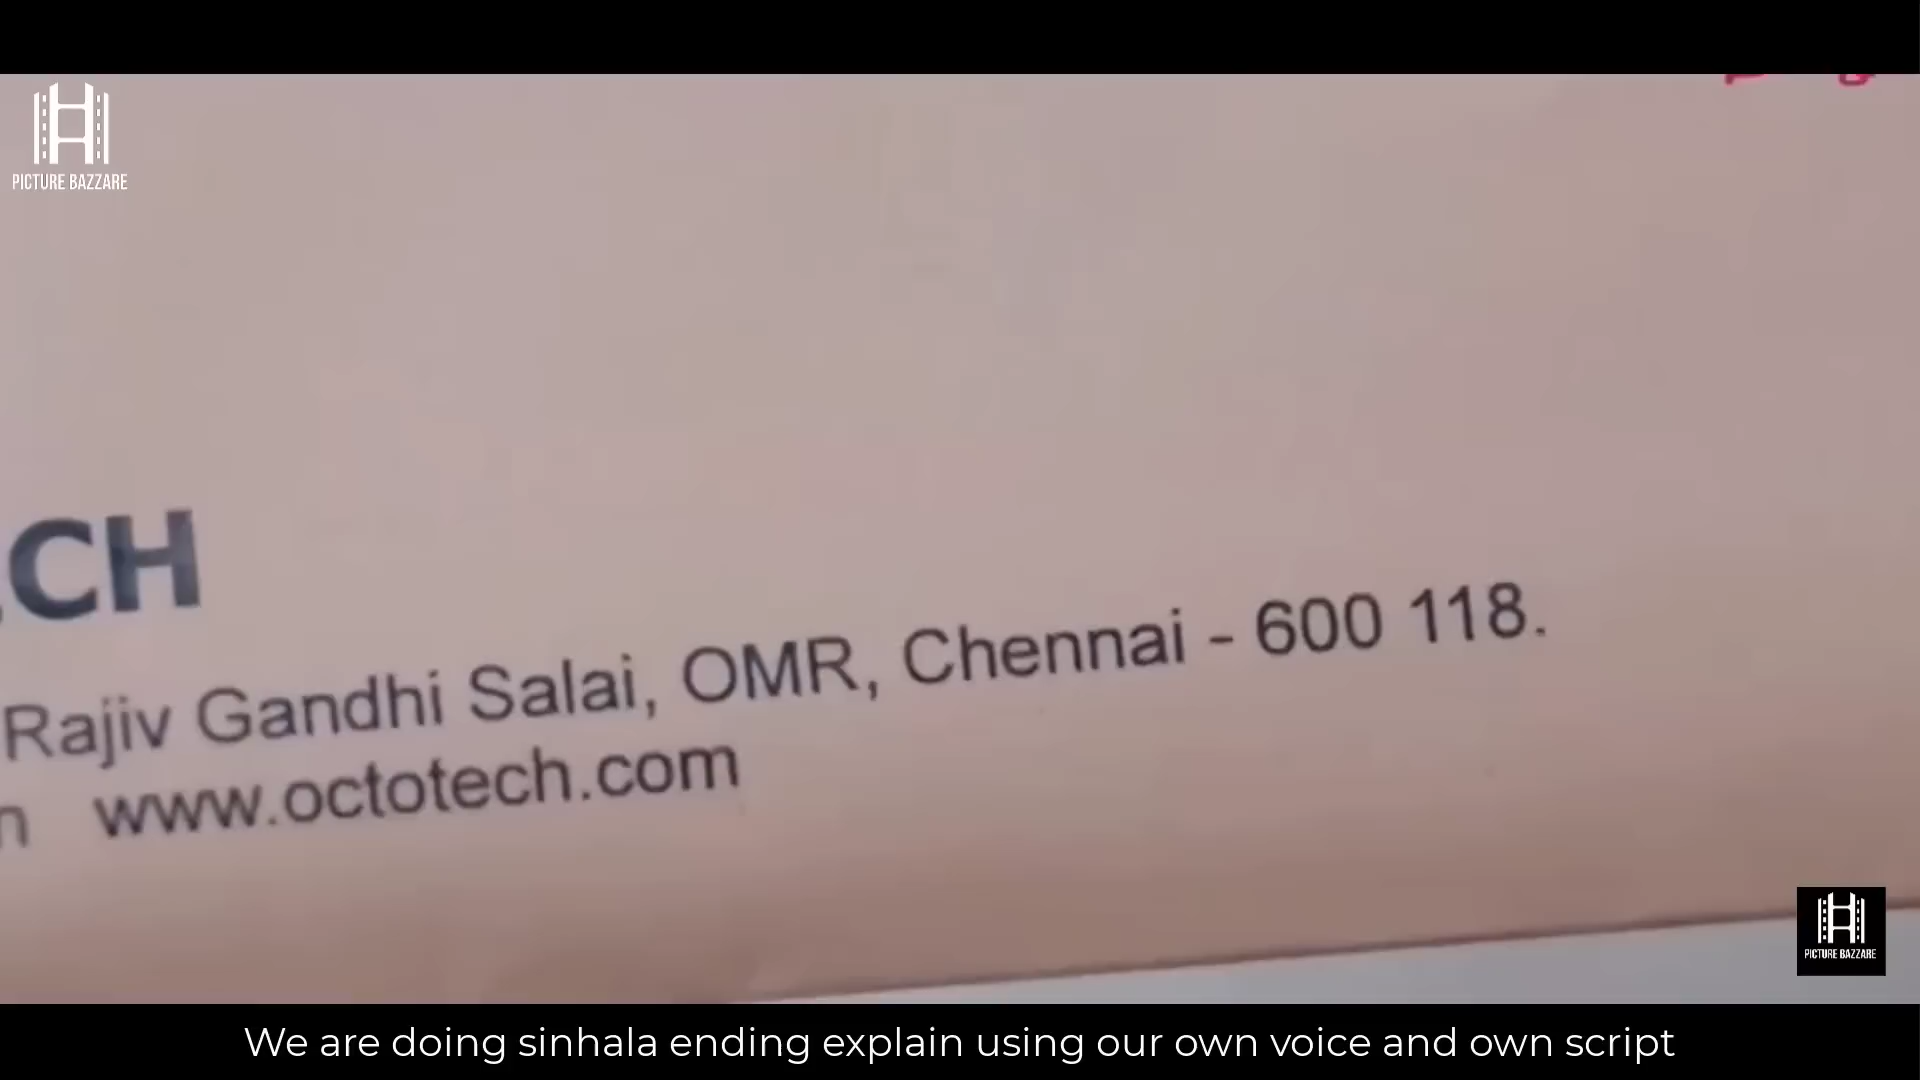 PICTURE BAZZARE
CH
Rajiv Gandhi Salai, OMR, Chennai - 600 118.
www.octotech.com
PICTURE BAZZARE
We are doing sinhala ending explain using our own voice and own script